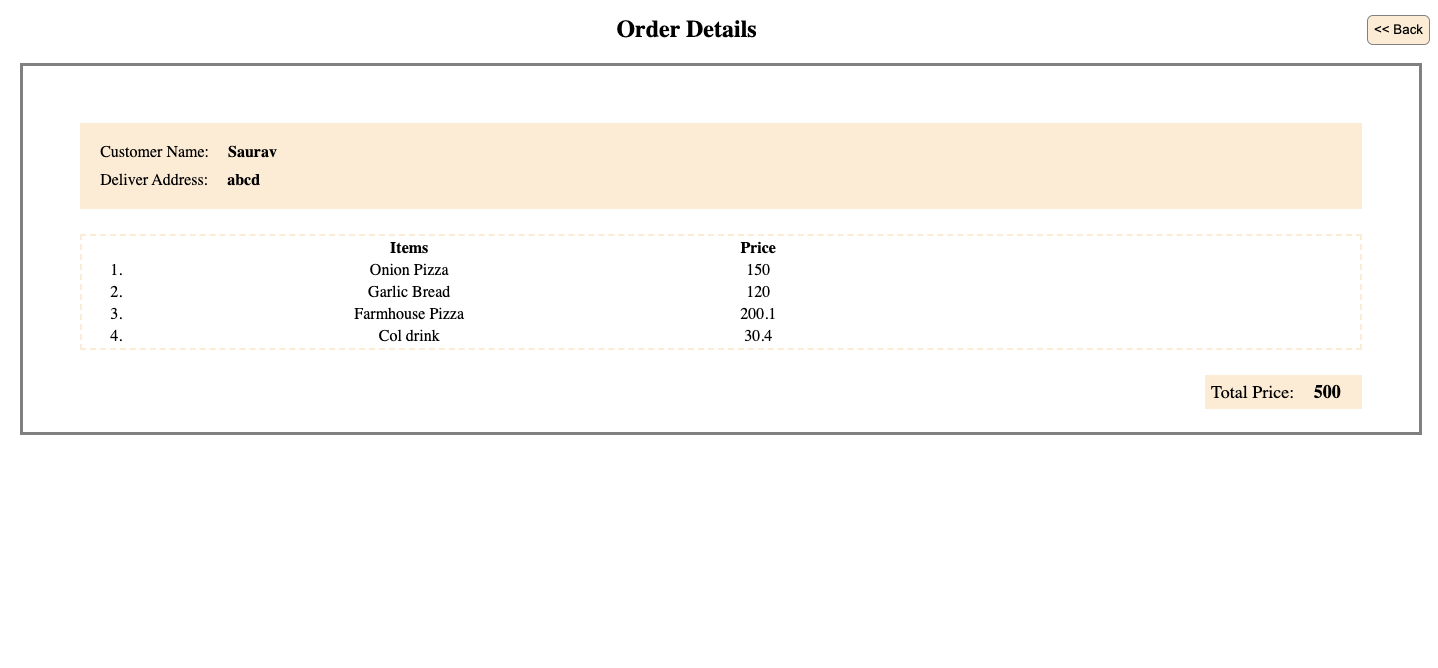 Order Details
<< Back
Customer Name: Saurav
Deliver Address: abcd
Items Price
1. Onion Pizza 150
2. Garlic Bread 120
3. Farmhouse Pizza 200.1
4. Col drink 30.4
Total Price: 500